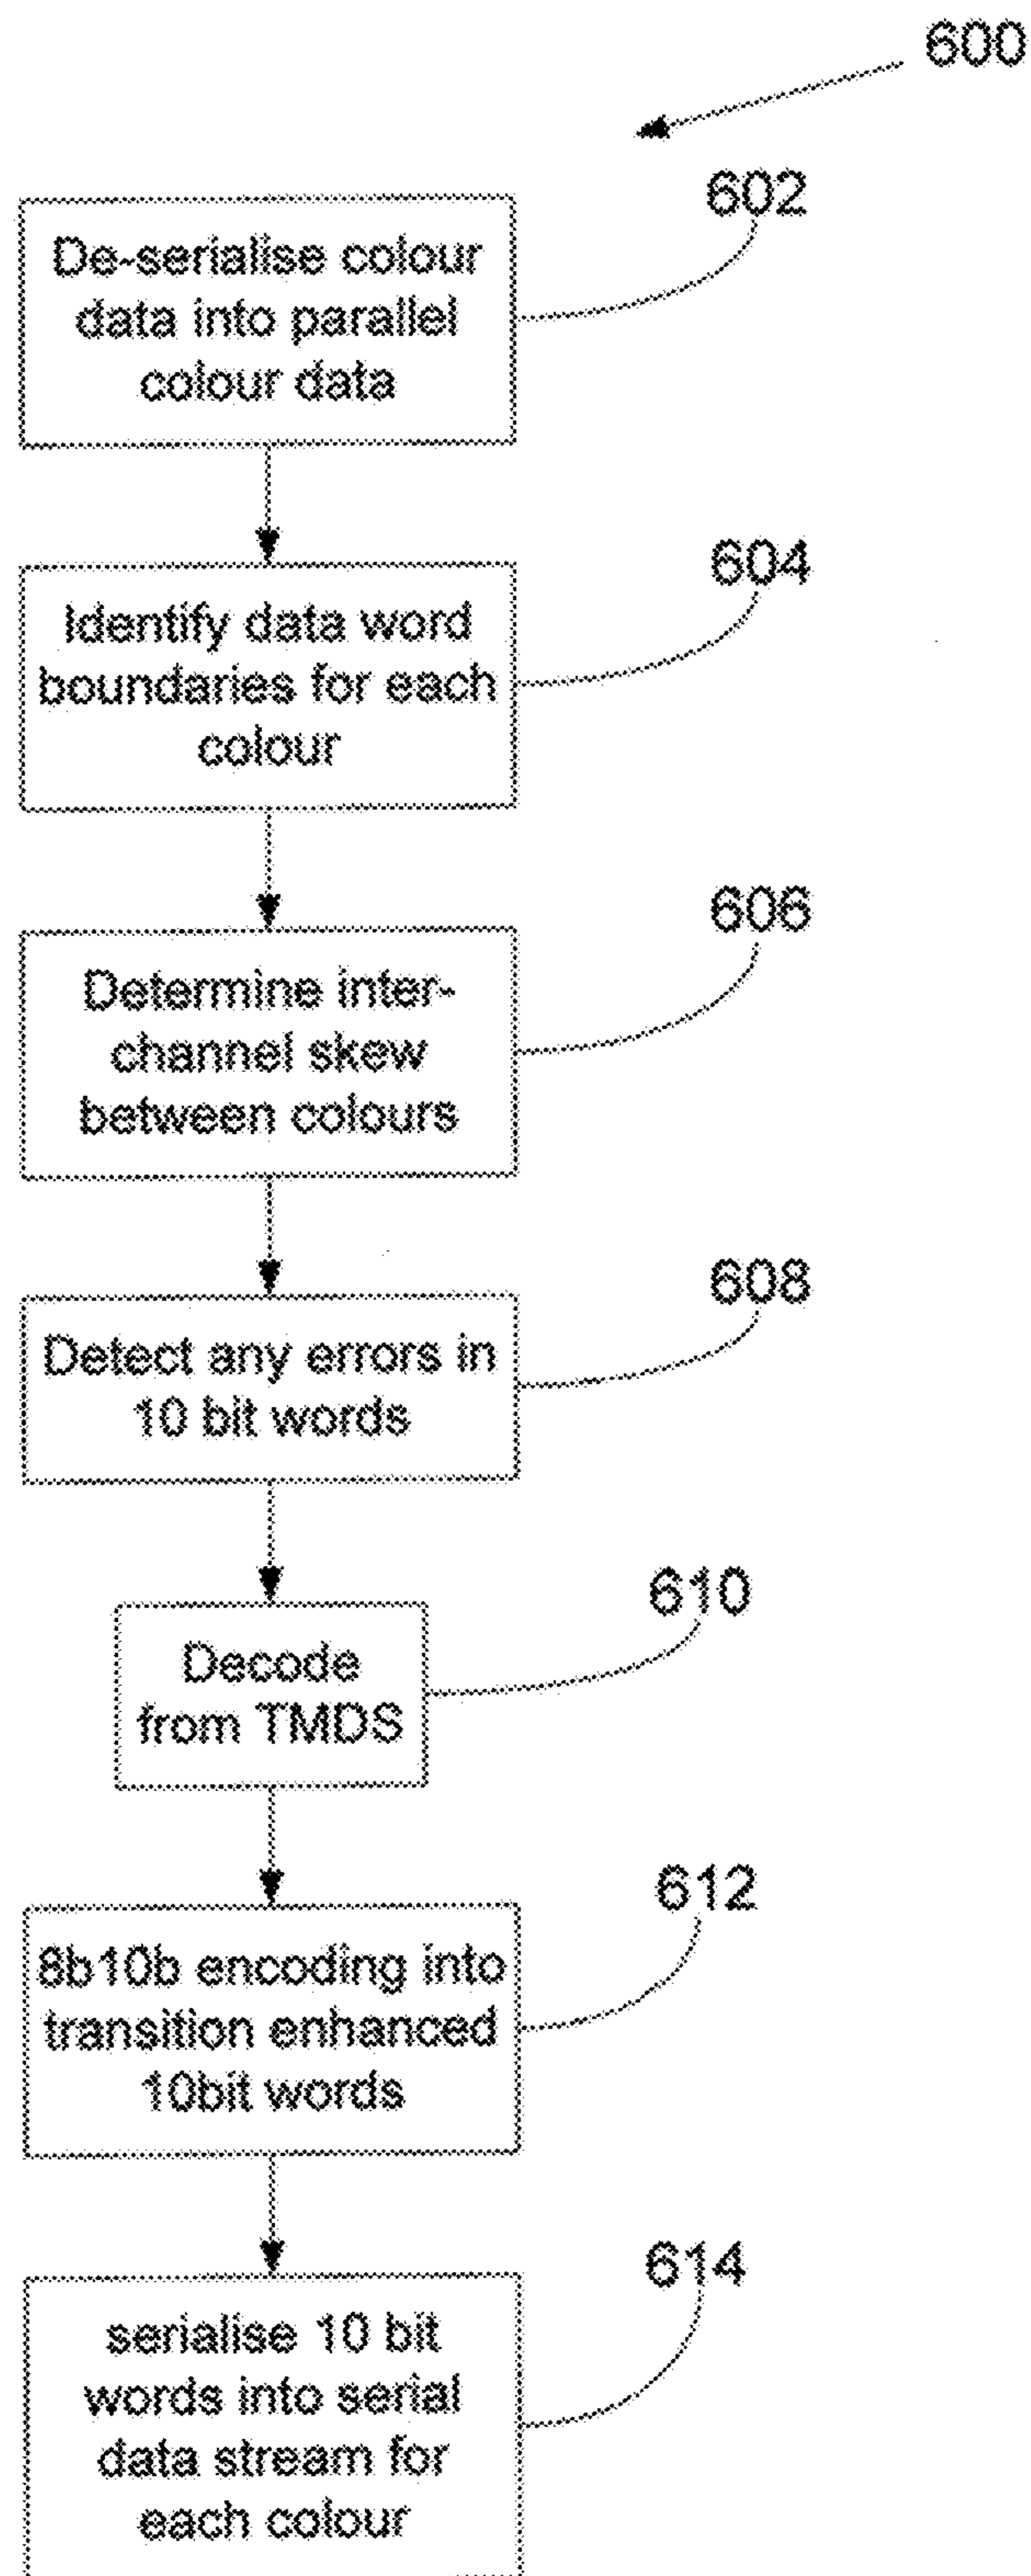 600
602
De-serialise colour
data into parallel
colour data
604
Identify data word
boundaries for each
colour
606
Determine inter-
channel skew
between colours
608
Detect any errors in
10 bit words
610
Decode
from TMDS
612
8b10b encoding into
transition enhanced
10bit words
614
serialise 10 bit
words into serial
data stream for
each colour